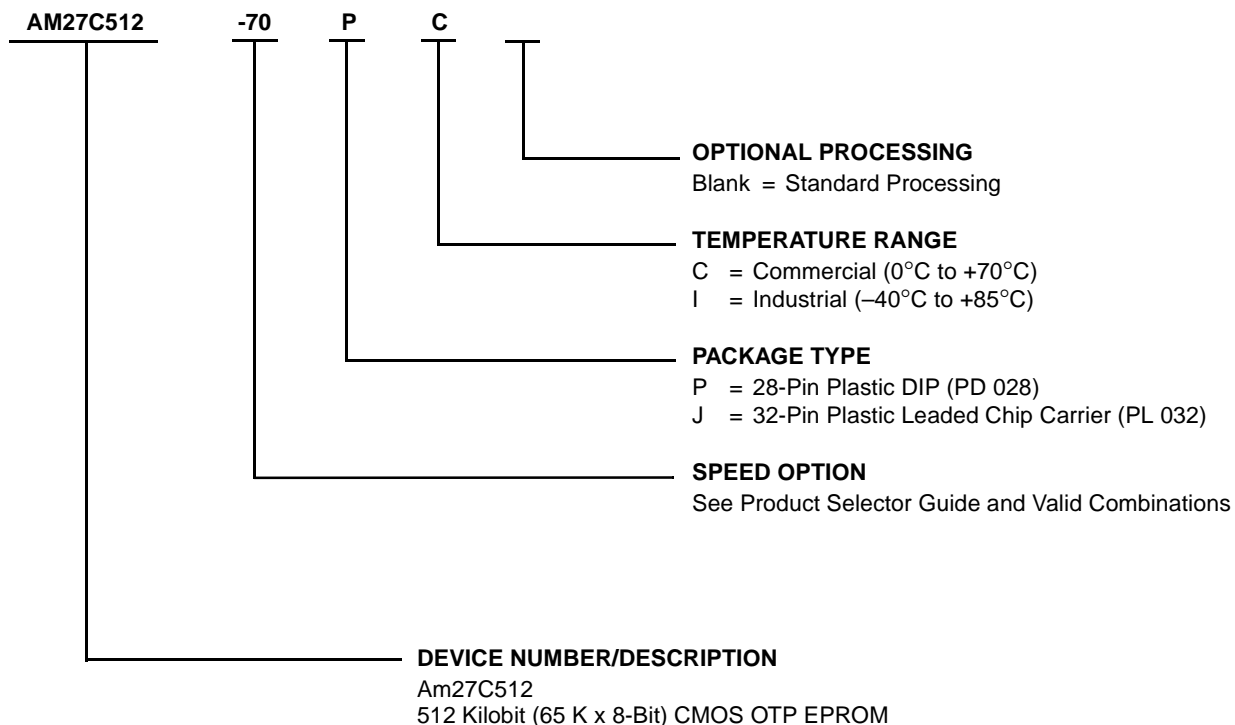 AM27C512 -70 P C
OPTIONAL PROCESSING
Blank = Standard Processing
TEMPERATURE RANGE
C = Commercial (0°C to +70°C)
I = Industrial (–40°C to +85°C)
PACKAGE TYPE
P = 28-Pin Plastic DIP (PD 028)
J = 32-Pin Plastic Leaded Chip Carrier (PL 032)
SPEED OPTION
See Product Selector Guide and Valid Combinations
DEVICE NUMBER/DESCRIPTION
Am27C512
512 Kilobit (65 K x 8-Bit) CMOS OTP EPROM